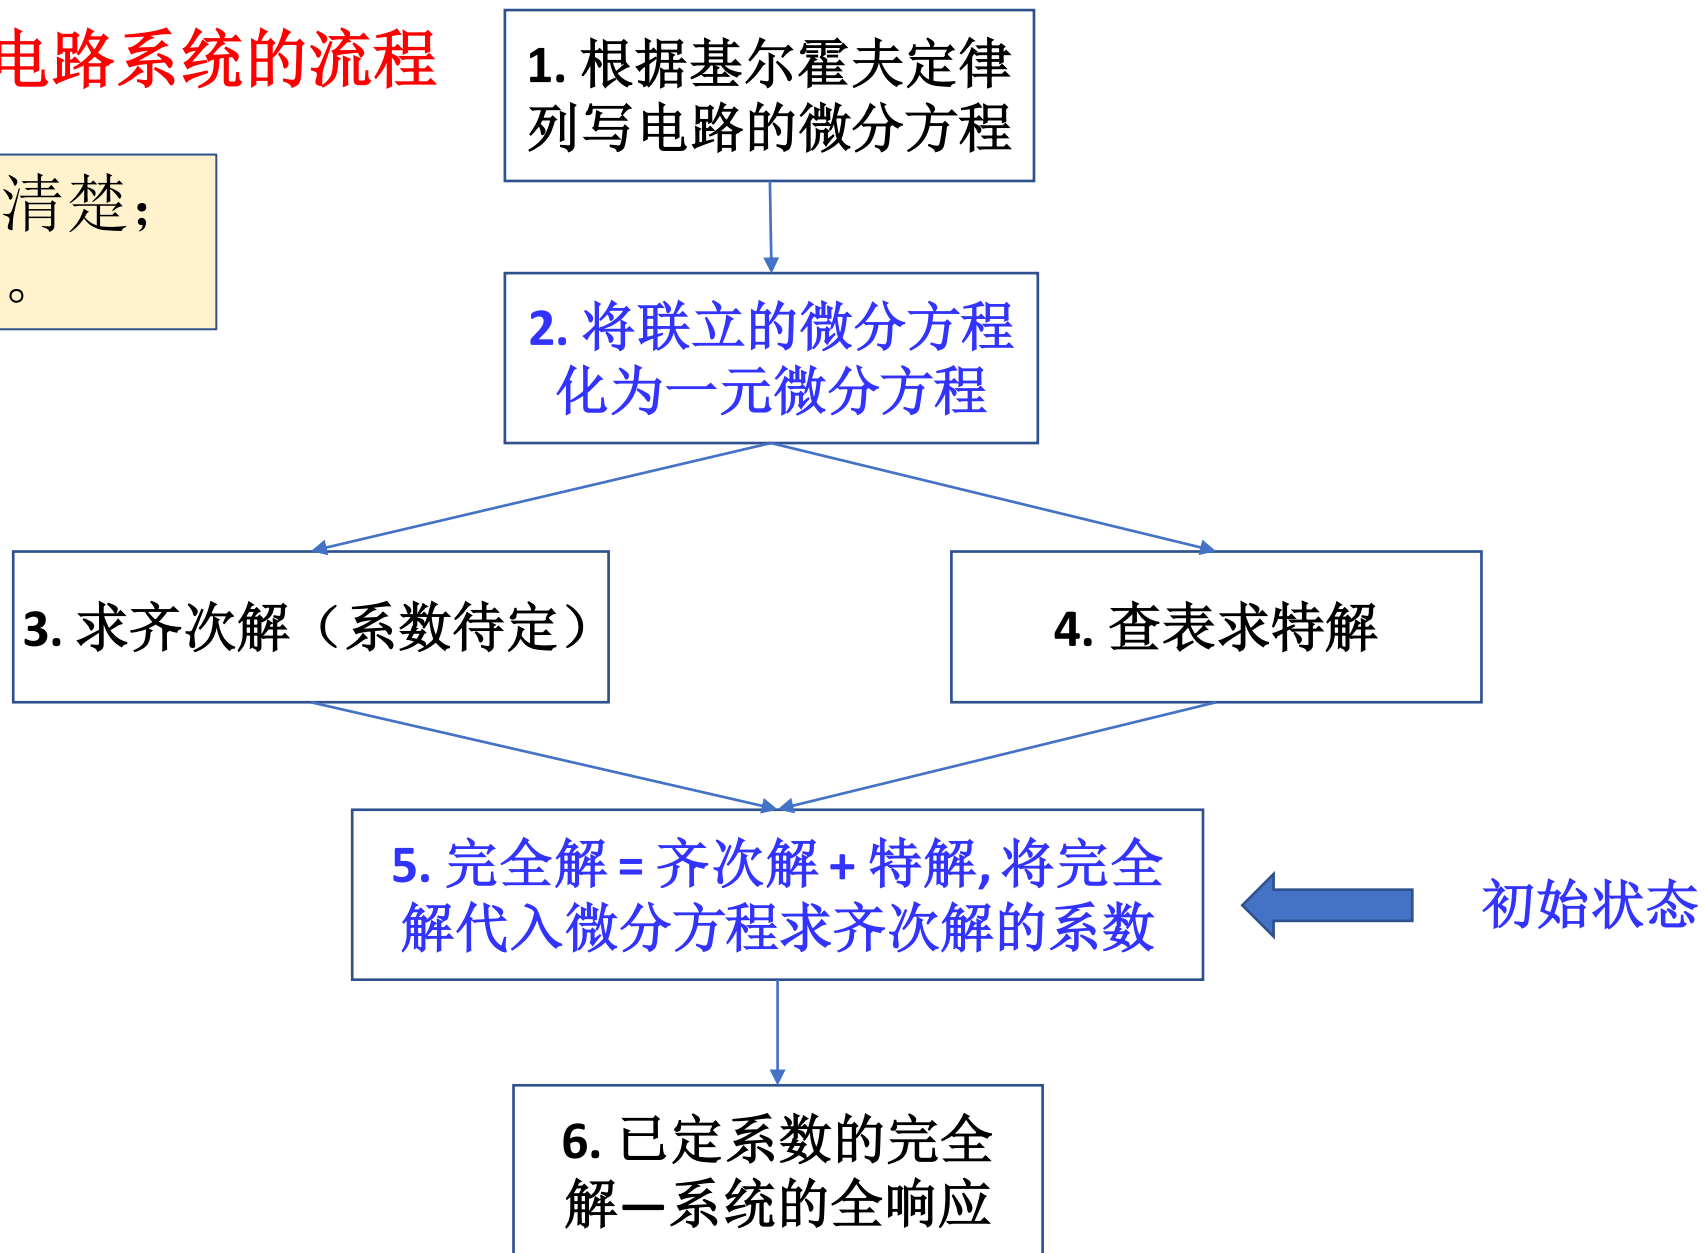 电路系统的流程
1. 根据基尔霍夫定律
列写电路的微分方程
清楚；
。
2. 将联立的微分方程
化为一元微分方程
3. 求齐次解（系数待定）
4. 查表求特解
5. 完全解 = 齐次解 + 特解, 将完全
解代入微分方程求齐次解的系数
初始状态
6. 已定系数的完全
解—系统的全响应